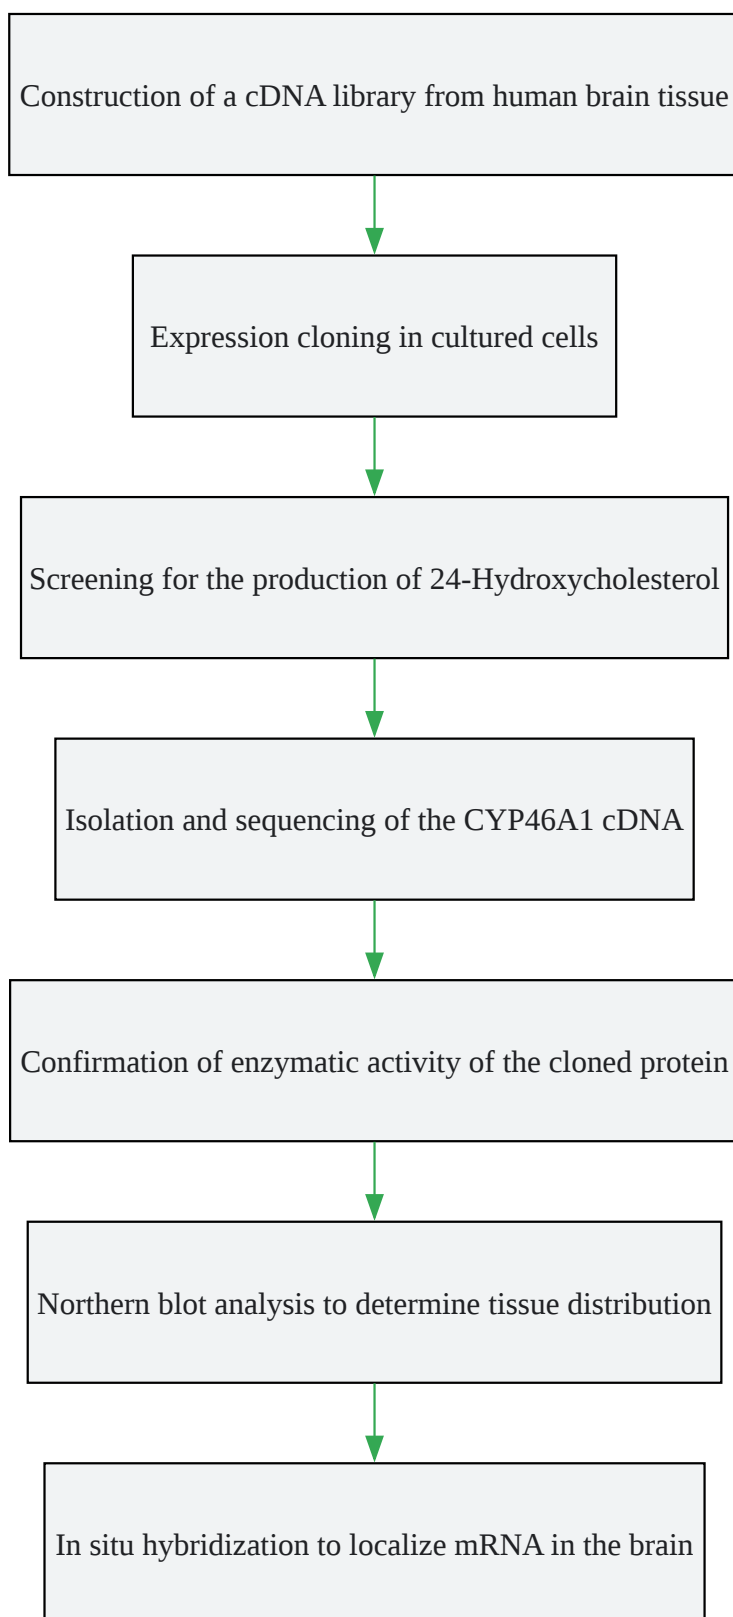 Construction of a cDNA library from human brain tissue
Expression cloning in cultured cells
Screening for the production of 24-Hydroxycholesterol
Isolation and sequencing of the CYP46A1 cDNA
Confirmation of enzymatic activity of the cloned protein
Northern blot analysis to determine tissue distribution
In situ hybridization to localize mRNA in the brain